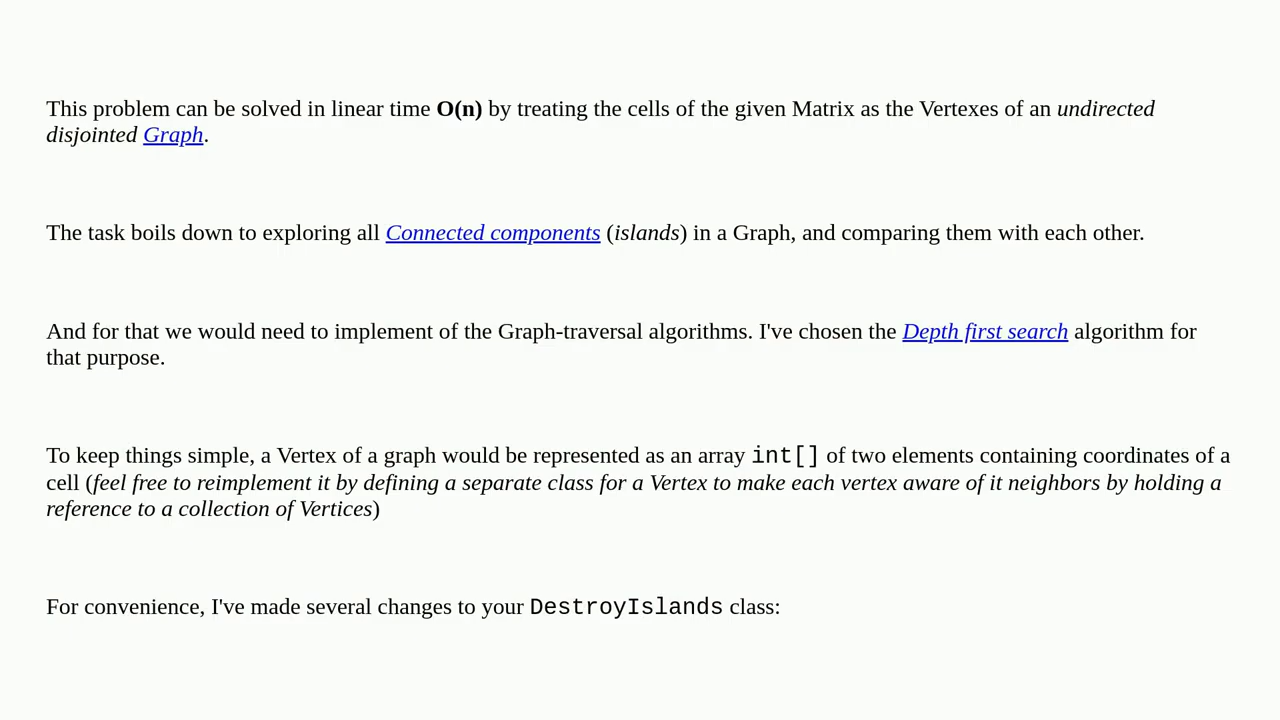 This problem can be solved in linear time O(n) by treating the cells of the given Matrix as the Vertexes of an undirected
disjointed Graph.
The task boils down to exploring all Connected components (islands) in a Graph, and comparing them with each other.
And for that we would need to implement of the Graph-traversal algorithms. I've chosen the Depth first search algorithm for
that purpose.
To keep things simple, a Vertex of a graph would be represented as an array int[] of two elements containing coordinates of a
cell (feel free to reimplement it by defining a separate class for a Vertex to make each vertex aware of it neighbors by holding a
reference to a collection of Vertices)
For convenience, I've made several changes to your DestroyIslands class: